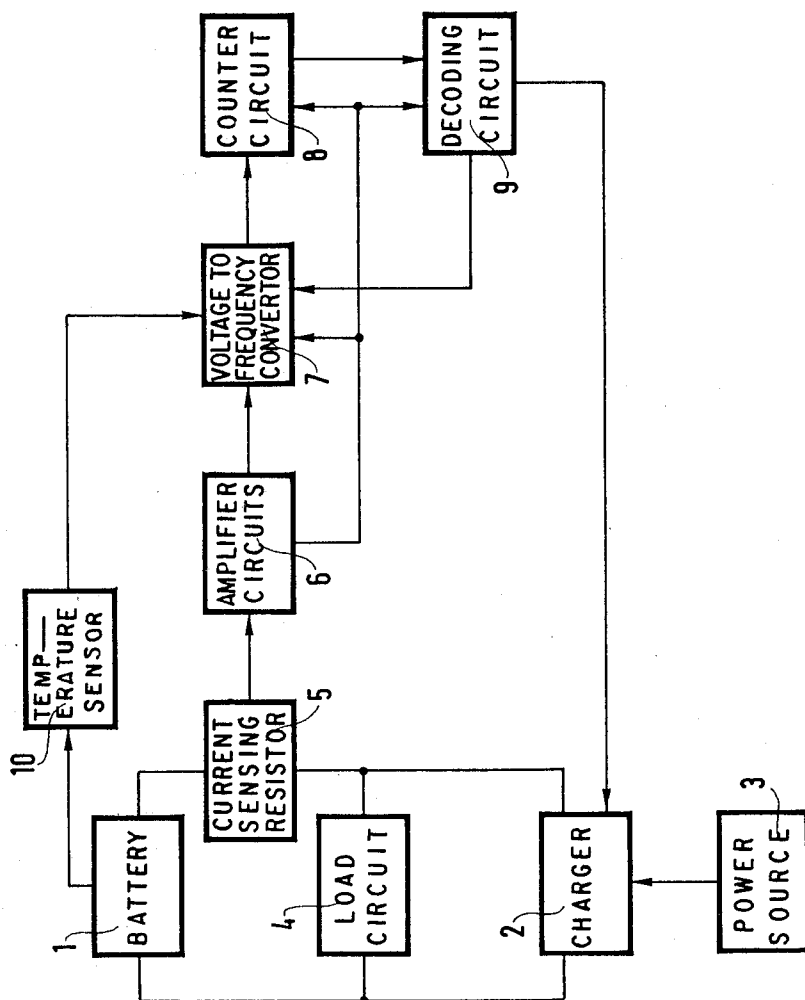 TEMP—
ERATURE
SENSOR
10
BATTERY
1
CURRENT
SENSING
RESISTOR
5
AMPLIFIER
CIRCUITS
6
VOLTAGE TO
FREQUENCY
CONVERTOR
7
COUNTER
CIRCUIT
8
LOAD
CIRCUIT
4
DECODING
CIRCUIT
9
CHARGER
2
POWER
SOURCE
3